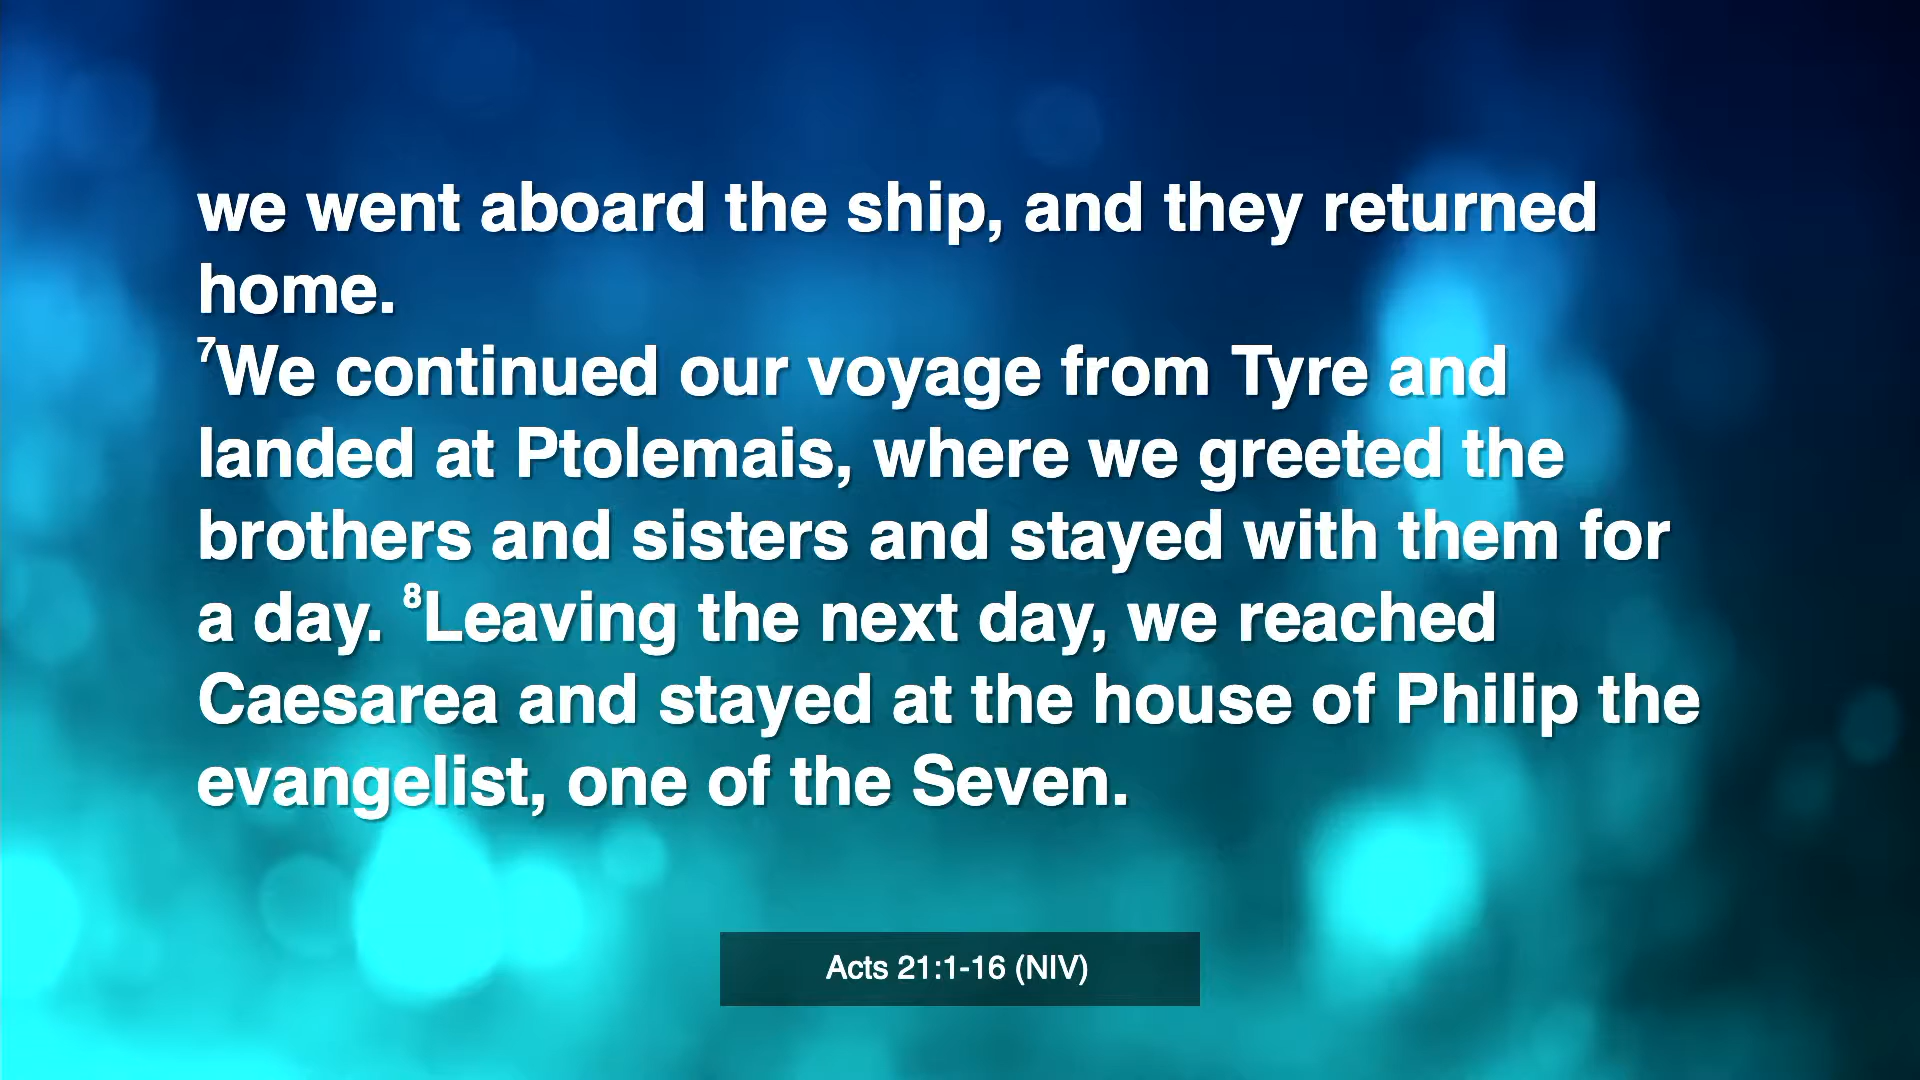 we went aboard the ship, and they returned
home.
⁷We continued our voyage from Tyre and
landed at Ptolemais, where we greeted the
brothers and sisters and stayed with them for
a day. ⁸Leaving the next day, we reached
Caesarea and stayed at the house of Philip the
evangelist, one of the Seven.
Acts 21:1-16 (NIV)